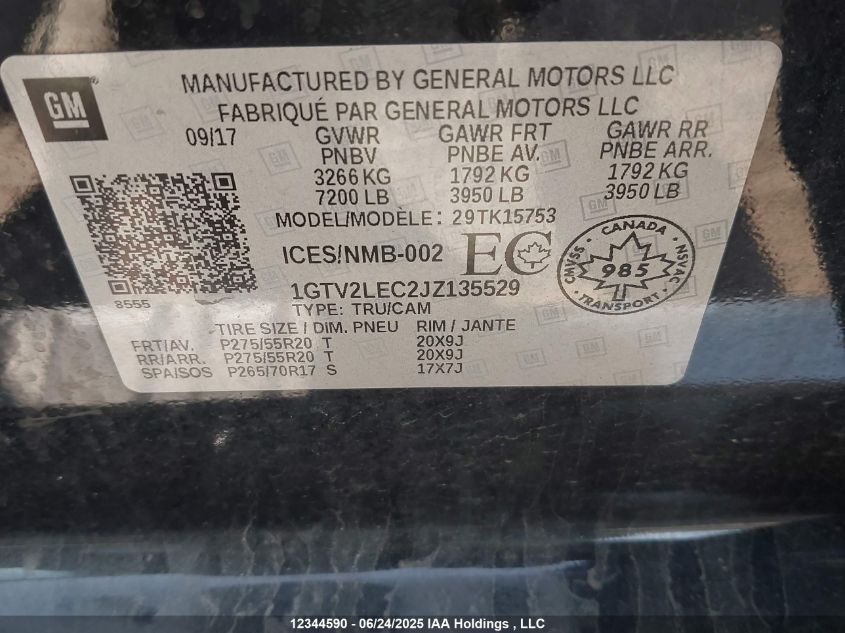 GM
MANUFACTURED BY GENERAL MOTORS LLC
FABRIQUÉ PAR GENERAL MOTORS LLC
09/17 GVWR GAWR FRT GAWR RR
PNBV PNBE AV. PNBE ARR.
3266 KG 1792 KG 1792 KG
7200 LB 3950 LB 3950 LB
MODEL/MODÈLE: 29TK15753
ICES/NMB-002 EC
CANADA
CMVSS 985 NSVAC
TRANSPORT
1GTV2LEC2JZ135529
8555
TYPE: TRU/CAM
TIRE SIZE / DIM. PNEU RIM / JANTE
FRT/AV. P275/55R20 T 20X9J
RR/ARR. P275/55R20 T 20X9J
SPA/SOS P265/70R17 S 17X7J
12344590 - 06/24/2025 IAA Holdings , LLC